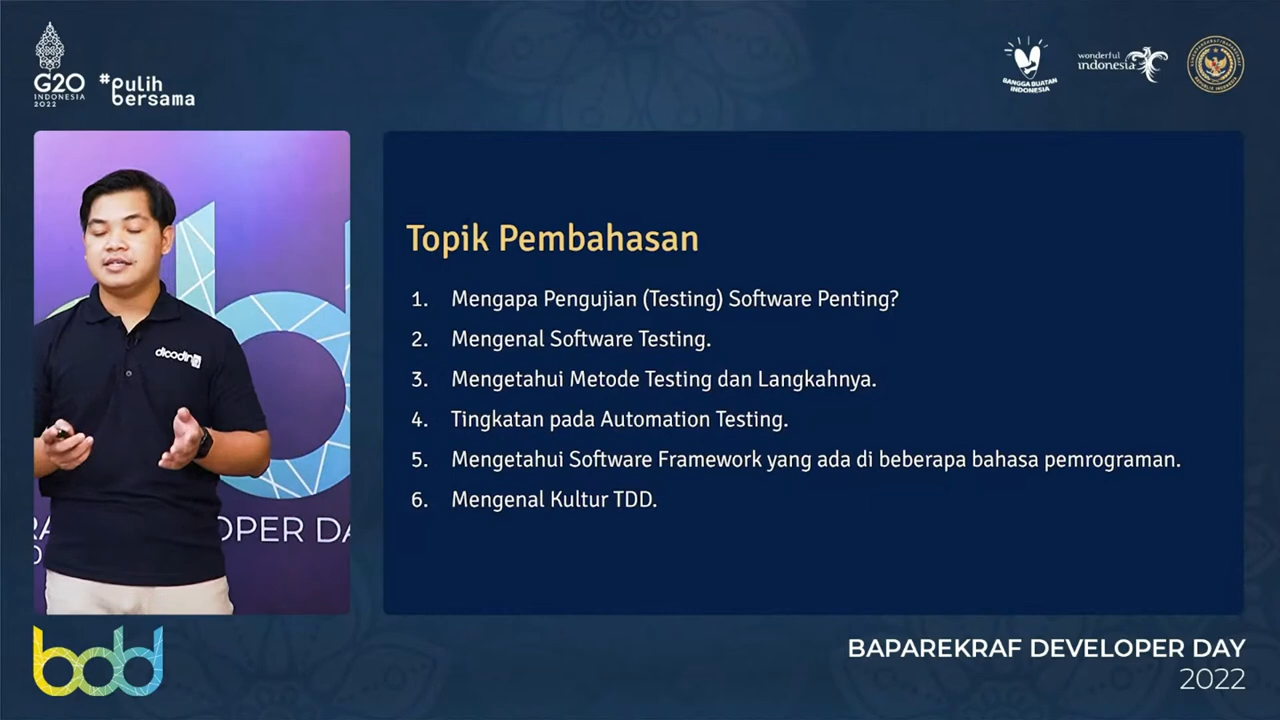 G20
INDONESIA
2022
#pulih
bersama
BANGGA BUATAN
INDONESIA
wonderful
indonesia
dicoding
DPER DA
Topik Pembahasan
1. Mengapa Pengujian (Testing) Software Penting?
2. Mengenal Software Testing.
3. Mengetahui Metode Testing dan Langkahnya.
4. Tingkatan pada Automation Testing.
5. Mengetahui Software Framework yang ada di beberapa bahasa pemrograman.
6. Mengenal Kultur TDD.
bdd
BAPAREKRAF DEVELOPER DAY
2022